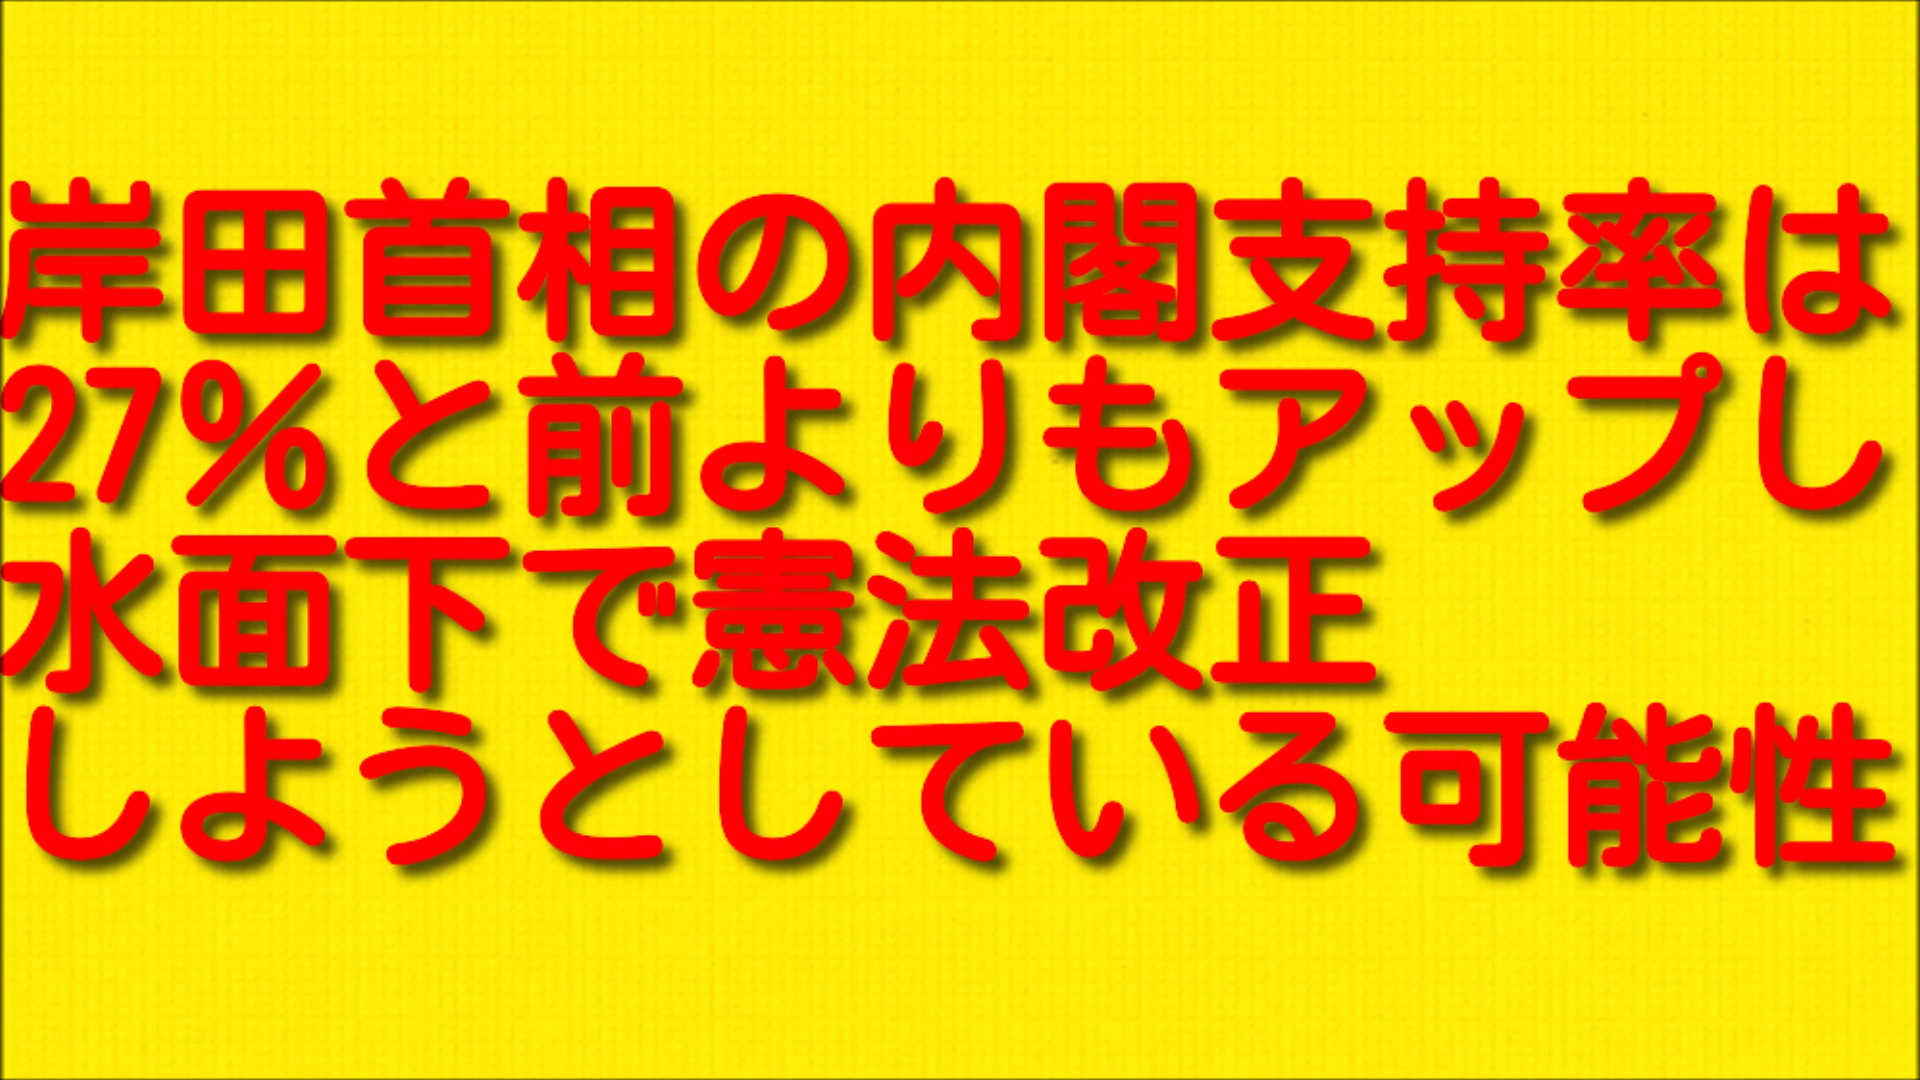 岸田首相の内閣支持率は
27%と前よりもアップし
水面下で憲法改正
しようとしている可能性